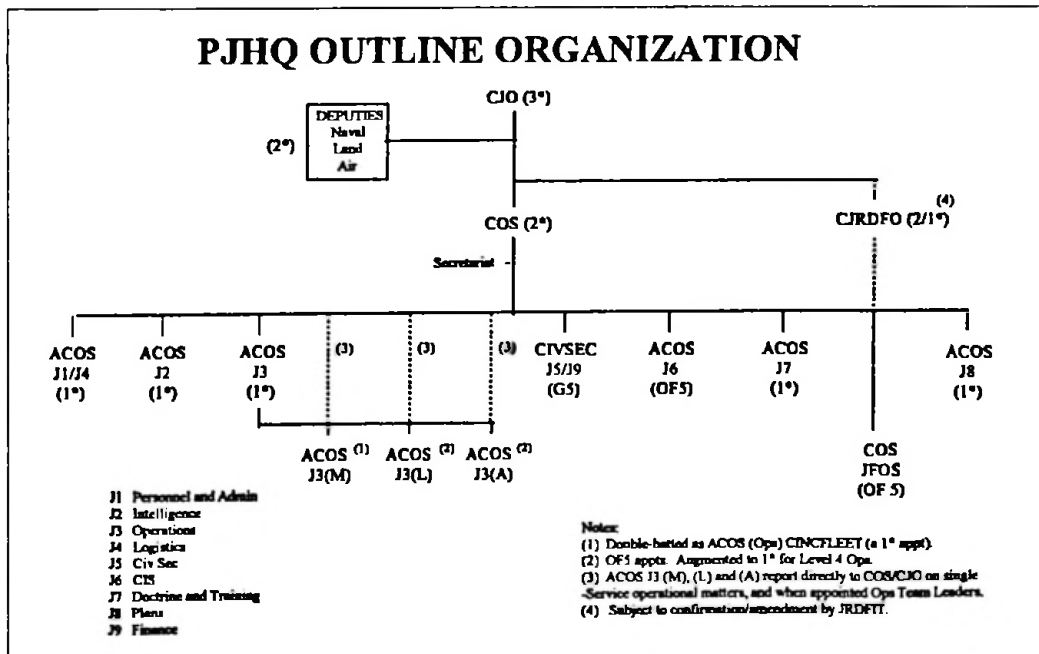 PJHQ OUTLINE ORGANIZATION
CJO (3*)
DEPUTIES
Naval
Land
Air
(2*)
COS (2*)
CJRDFO (2/1*) (4)
Secretariat
ACOS
J1/J4
(1*)
ACOS
J2
(1*)
ACOS
J3
(1*)
(3)
(3)
(3)
CIVSEC
J5/J9
(G5)
ACOS
J6
(OF5)
ACOS
J7
(1*)
ACOS
J8
(1*)
ACOS (1)
J3(M)
ACOS (2)
J3(L)
ACOS (2)
J3(A)
COS
JFOS
(OF 5)
J1 Personnel and Admin
J2 Intelligence
J3 Operations
J4 Logistics
J5 Civ Sec
J6 CIS
J7 Doctrine and Training
J8 Plans
J9 Finance
Notes:
(1) Double-hatted as ACOS (Ops) CINCFLEET (a 1* appt).
(2) OF5 appts. Augmented to 1* for Level 4 Ops.
(3) ACOS J3 (M), (L) and (A) report directly to COS/CJO on single
-Service operational matters, and when appointed Ops Team Leaders.
(4) Subject to confirmation/amendment by JRDFIT.